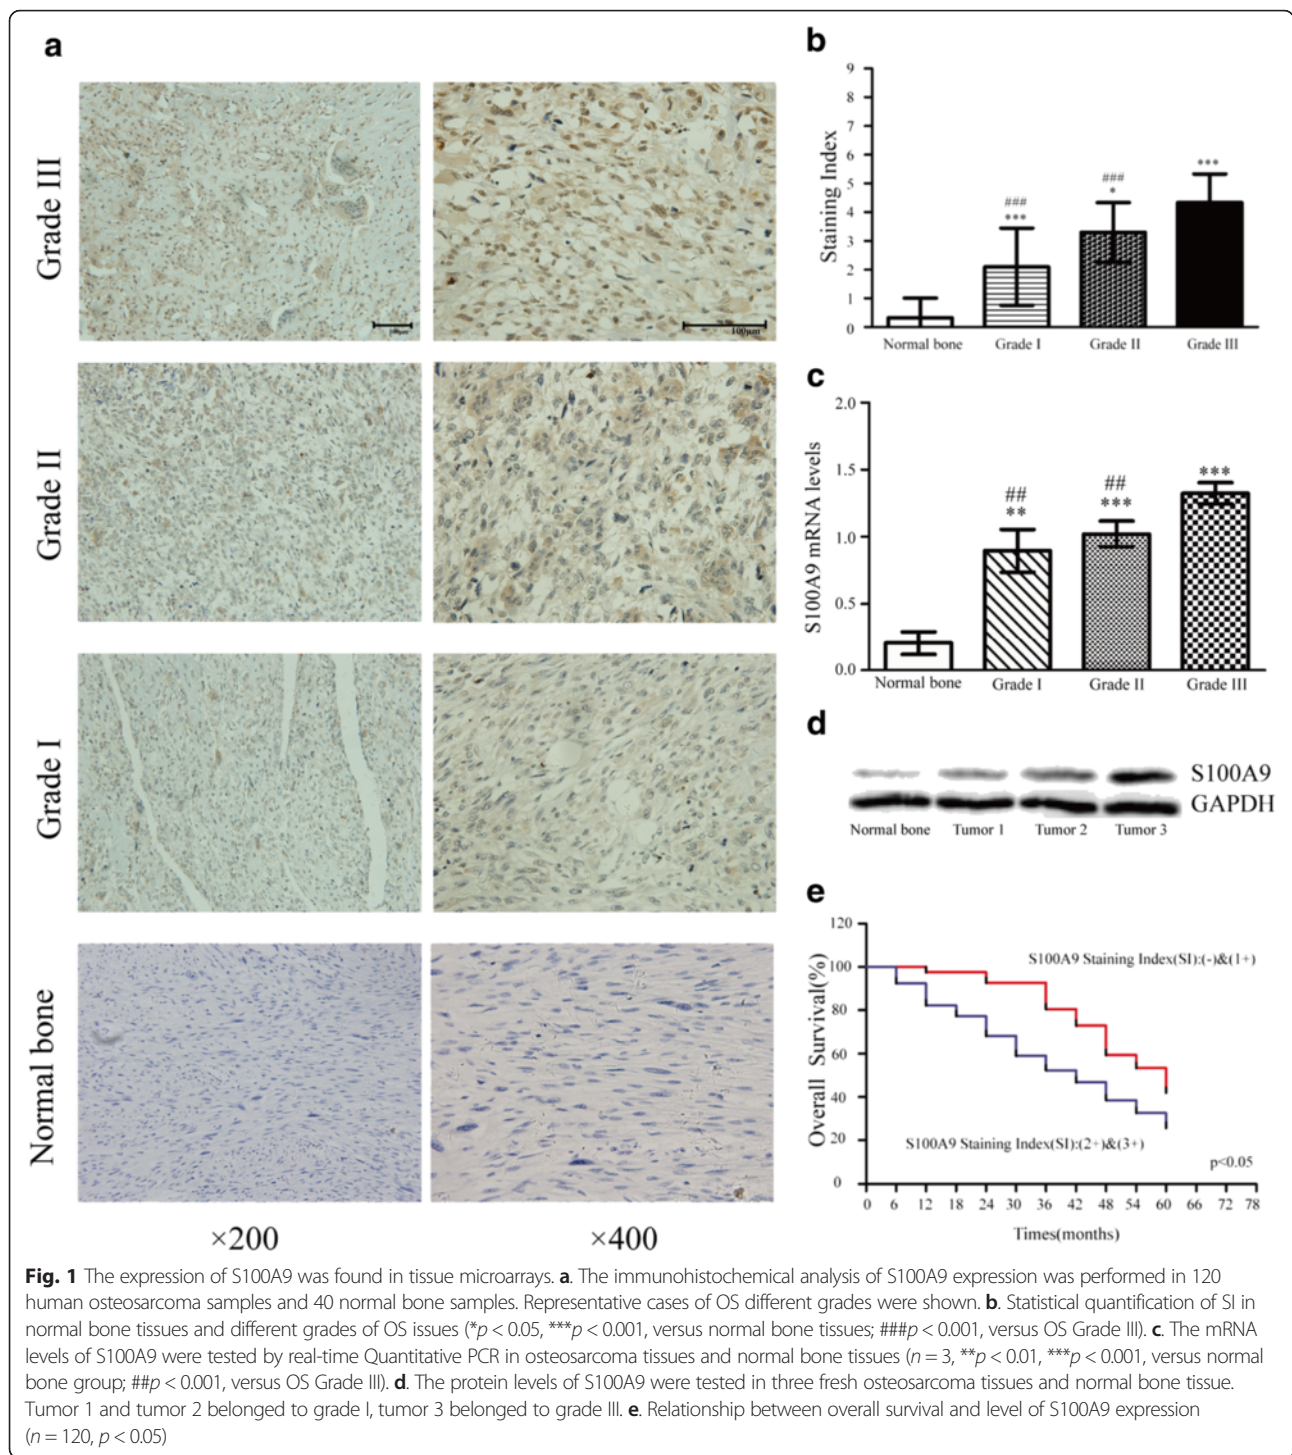 a
Grade III
100μm
100μm
Grade II
Grade I
Normal bone
×200
×400
b
Staining Index
9
8
7
6
5
4
3
2
1
0
###
***
###
*
***
Normal bone
Grade I
Grade II
Grade III
c
S100A9 mRNA levels
2.0
1.5
1.0
0.5
0.0
##
**
##
***
***
Normal bone
Grade I
Grade II
Grade III
d
S100A9
GAPDH
Normal bone
Tumor 1
Tumor 2
Tumor 3
e
Overall Survival(%)
120
100
80
60
40
20
0
S100A9 Staining Index(SI):(-)&(1+)
S100A9 Staining Index(SI):(2+)&(3+)
p<0.05
0 6 12 18 24 30 36 42 48 54 60 66 72 78
Times(months)
Fig. 1 The expression of S100A9 was found in tissue microarrays. a. The immunohistochemical analysis of S100A9 expression was performed in 120
human osteosarcoma samples and 40 normal bone samples. Representative cases of OS different grades were shown. b. Statistical quantification of SI in
normal bone tissues and different grades of OS issues (*p < 0.05, ***p < 0.001, versus normal bone tissues; ###p < 0.001, versus OS Grade III). c. The mRNA
levels of S100A9 were tested by real-time Quantitative PCR in osteosarcoma tissues and normal bone tissues (n = 3, **p < 0.01, ***p < 0.001, versus normal
bone group; ##p < 0.001, versus OS Grade III). d. The protein levels of S100A9 were tested in three fresh osteosarcoma tissues and normal bone tissue.
Tumor 1 and tumor 2 belonged to grade I, tumor 3 belonged to grade III. e. Relationship between overall survival and level of S100A9 expression
(n = 120, p < 0.05)